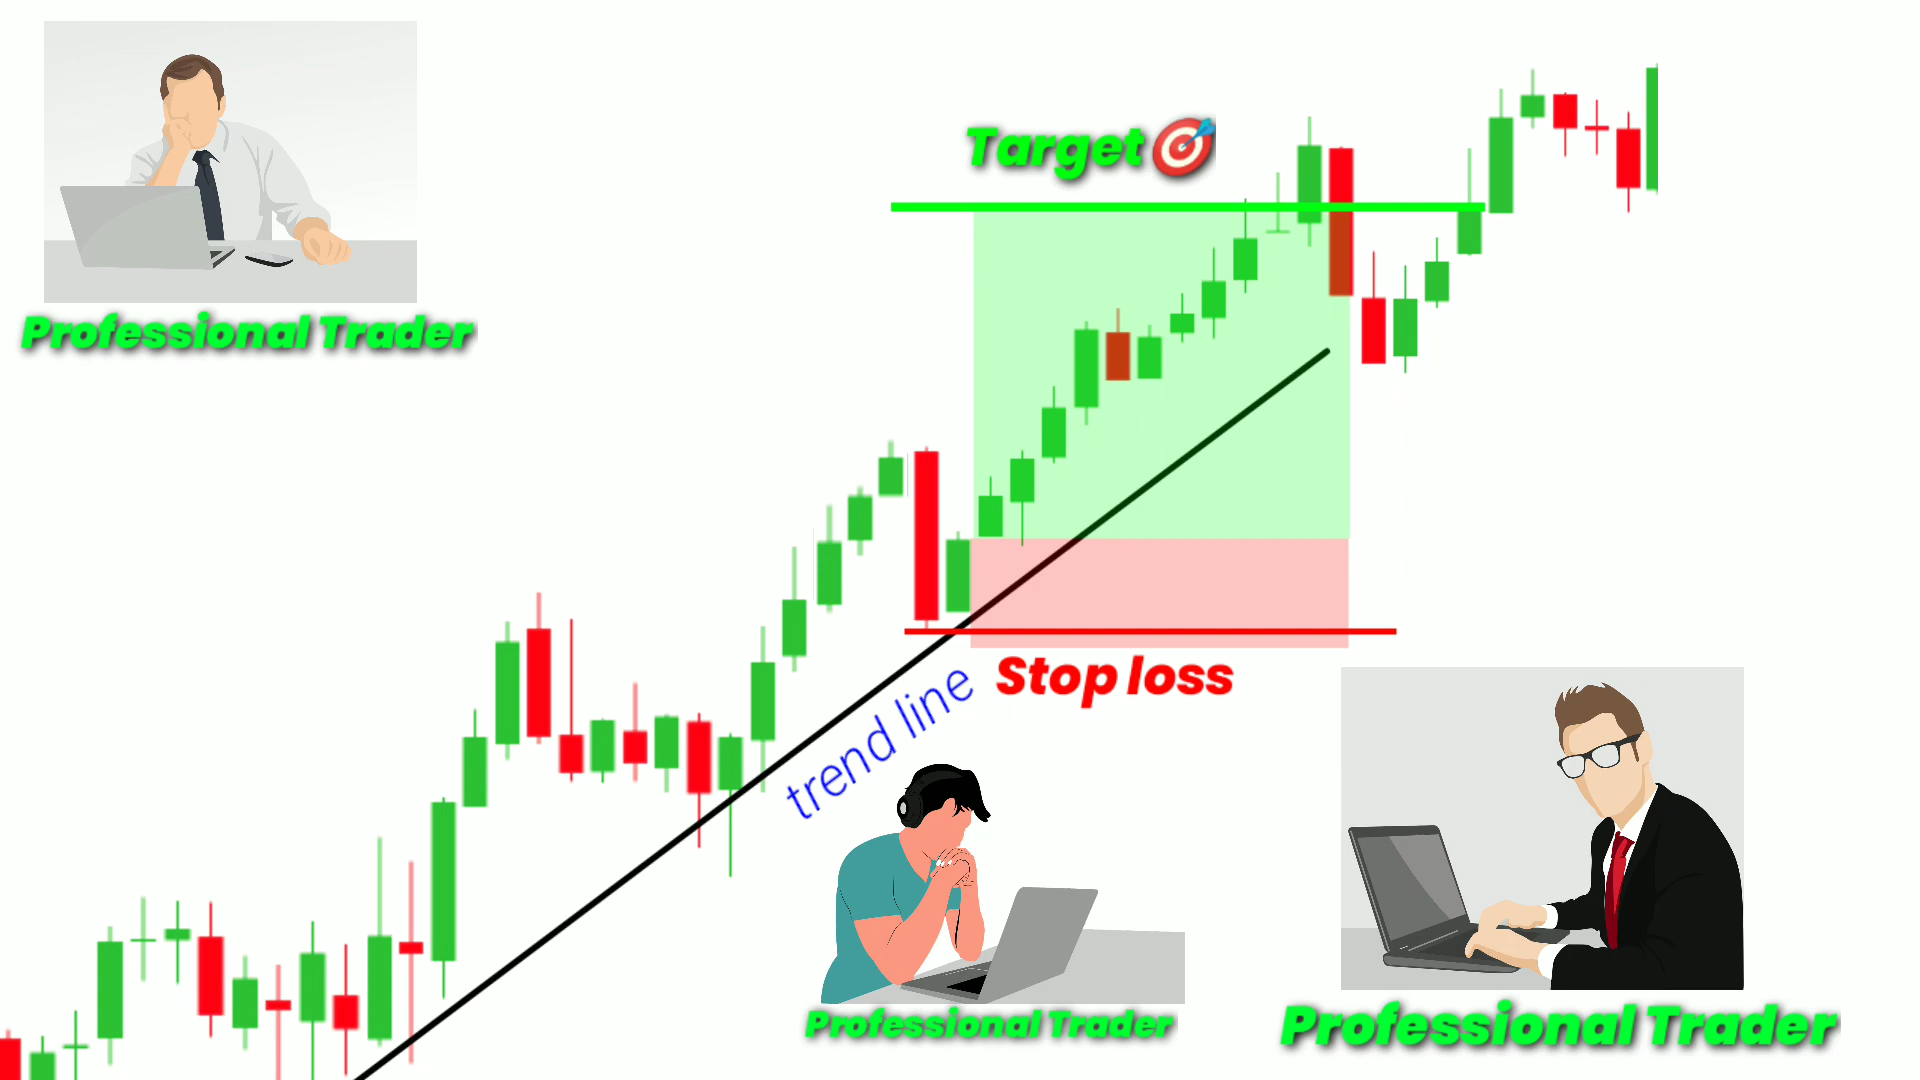 Target
Professional Trader
Stop loss
trend line
Professional Trader
Professional Trader